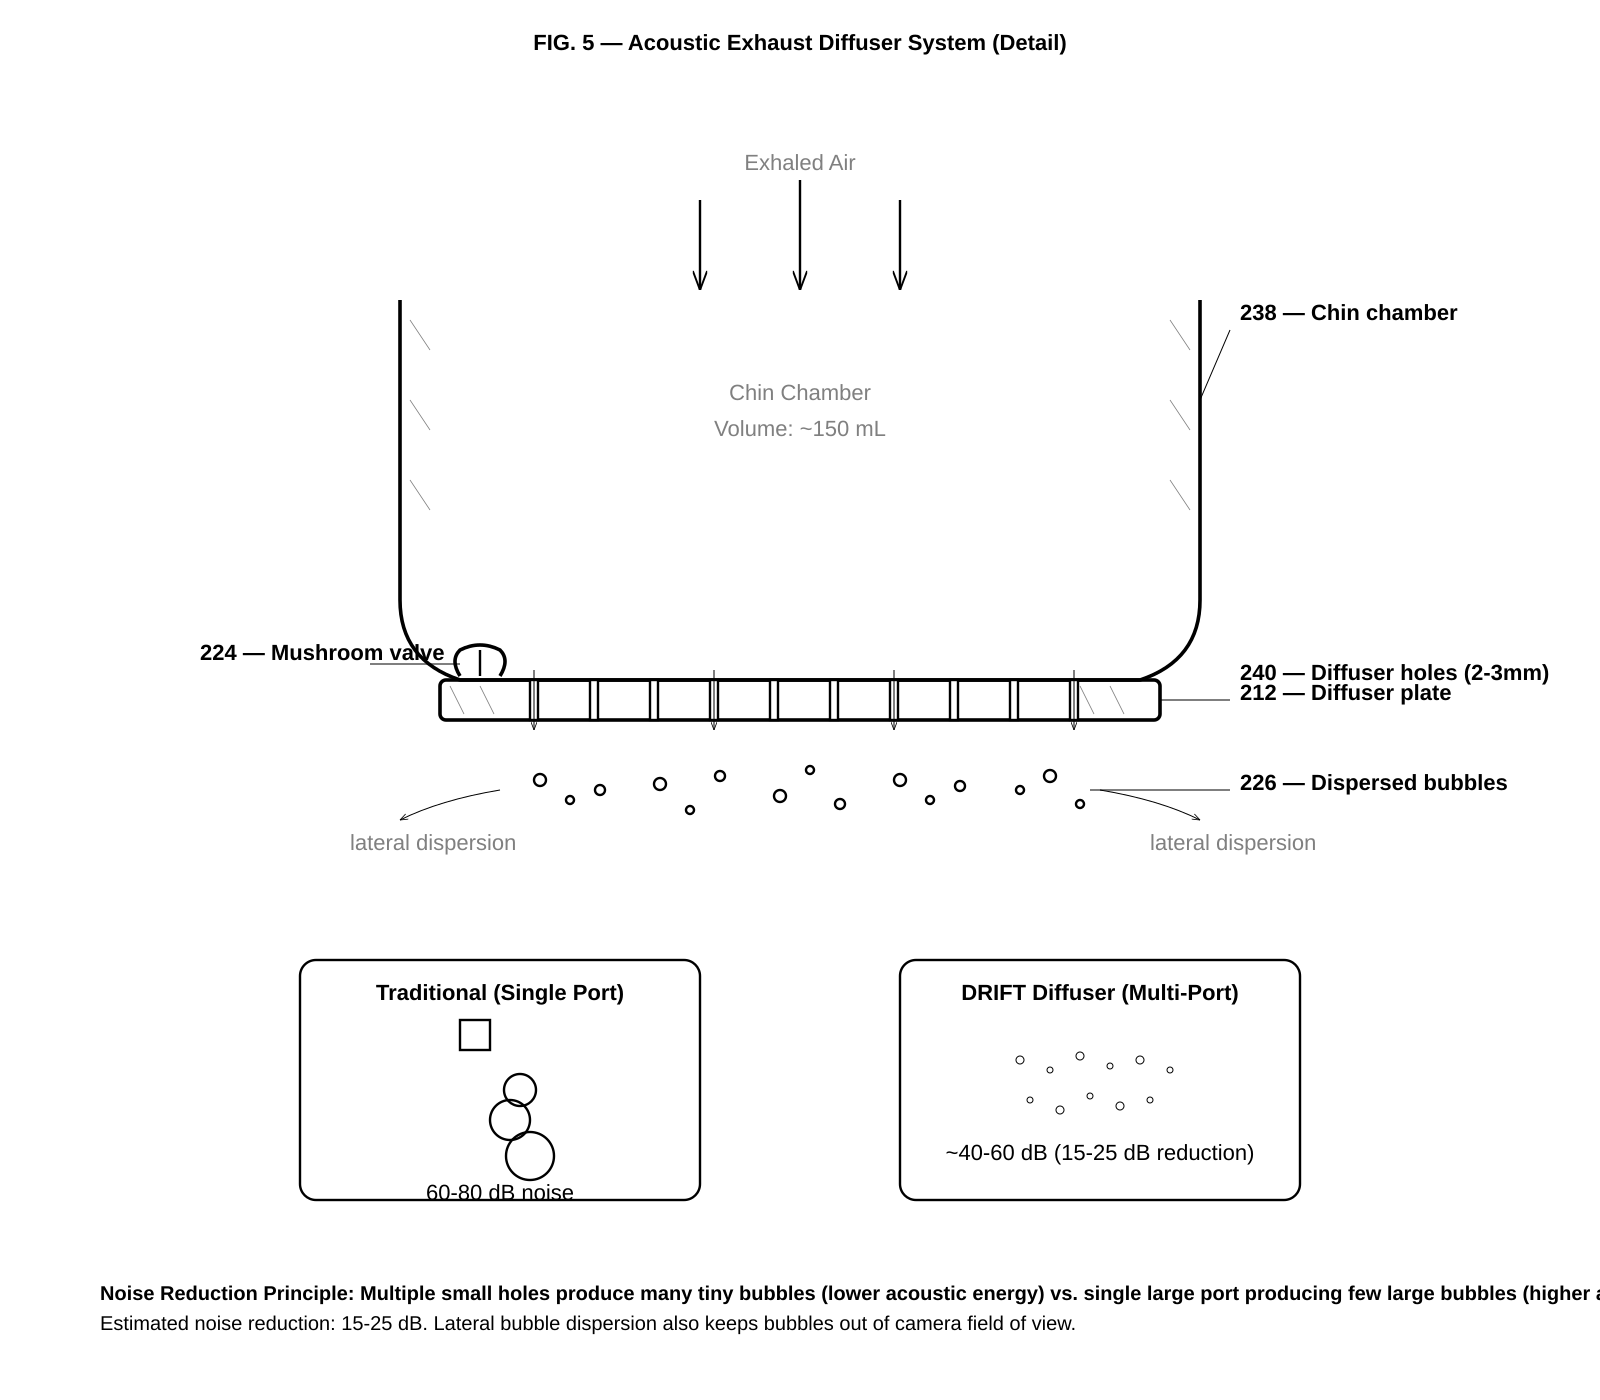 FIG. 5 — Acoustic Exhaust Diffuser System (Detail)
Exhaled Air
238 — Chin chamber
Chin Chamber
Volume: ~150 mL
224 — Mushroom valve
240 — Diffuser holes (2-3mm)
212 — Diffuser plate
226 — Dispersed bubbles
lateral dispersion
lateral dispersion
Traditional (Single Port)
60-80 dB noise
DRIFT Diffuser (Multi-Port)
~40-60 dB (15-25 dB reduction)
Noise Reduction Principle: Multiple small holes produce many tiny bubbles (lower acoustic energy) vs. single large port producing few large bubbles (higher
Estimated noise reduction: 15-25 dB. Lateral bubble dispersion also keeps bubbles out of camera field of view.